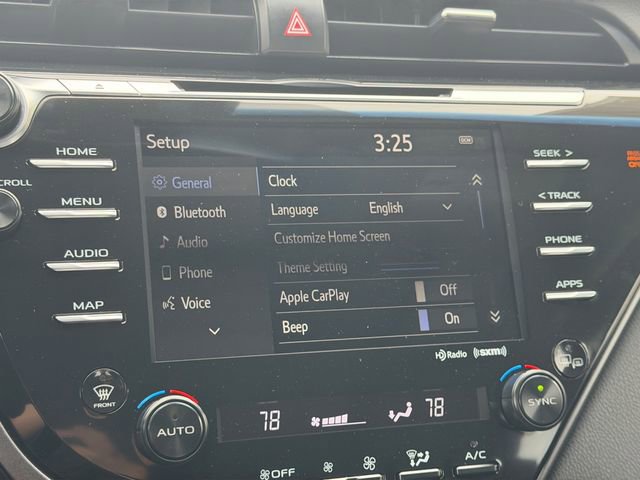 Setup 3:25 DCM
HOME
SEEK >
General
Clock
SCROLL
MENU
Bluetooth
Language English
< TRACK
Audio
Customize Home Screen
AUDIO
PHONE
Phone
Theme Setting
APPS
MAP
Voice
Apple CarPlay Off
Beep On
HD Radio ((sxm))
FRONT
78
78
AUTO
SYNC
OFF
A/C